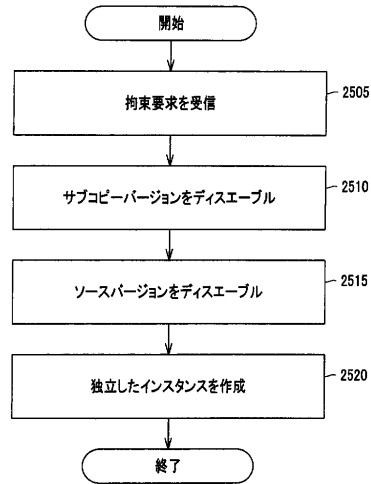 開始
拘束要求を受信
2505
サブコピーバージョンをディスエーブル
2510
ソースバージョンをディスエーブル
2515
独立したインスタンスを作成
2520
終了